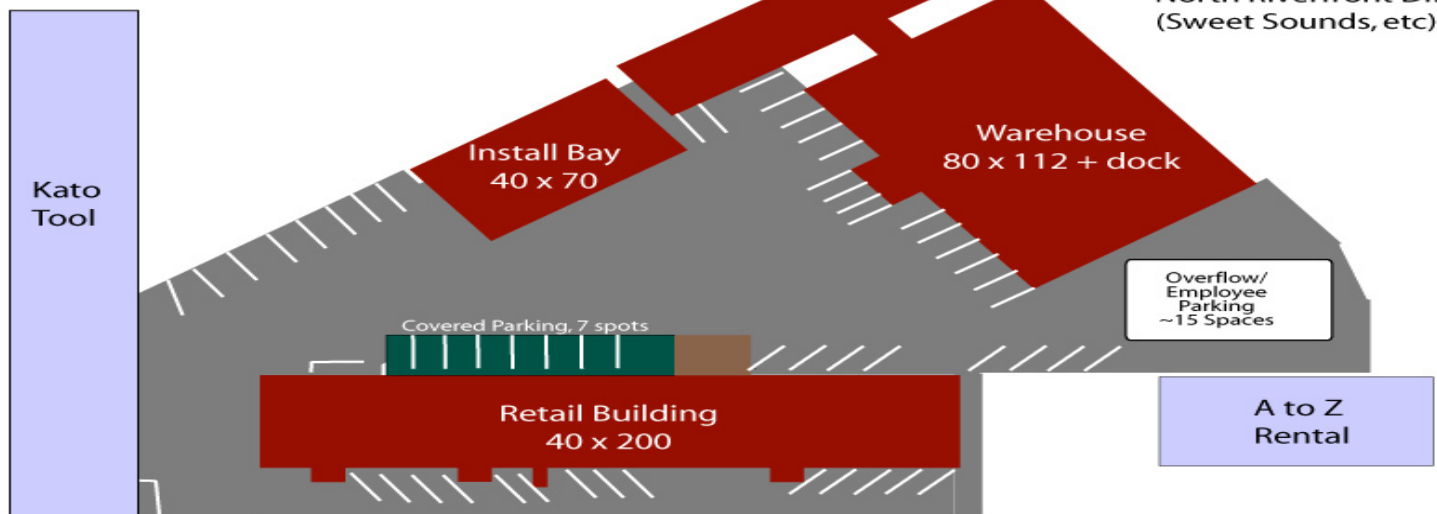 (Sweet Sounds, etc)
Warehouse
80 x 112 + dock
Install Bay
40 x 70
Kato
Tool
Overflow/
Employee
Parking
~15 Spaces
Covered Parking, 7 spots
Retail Building
40 x 200
A to Z
Rental